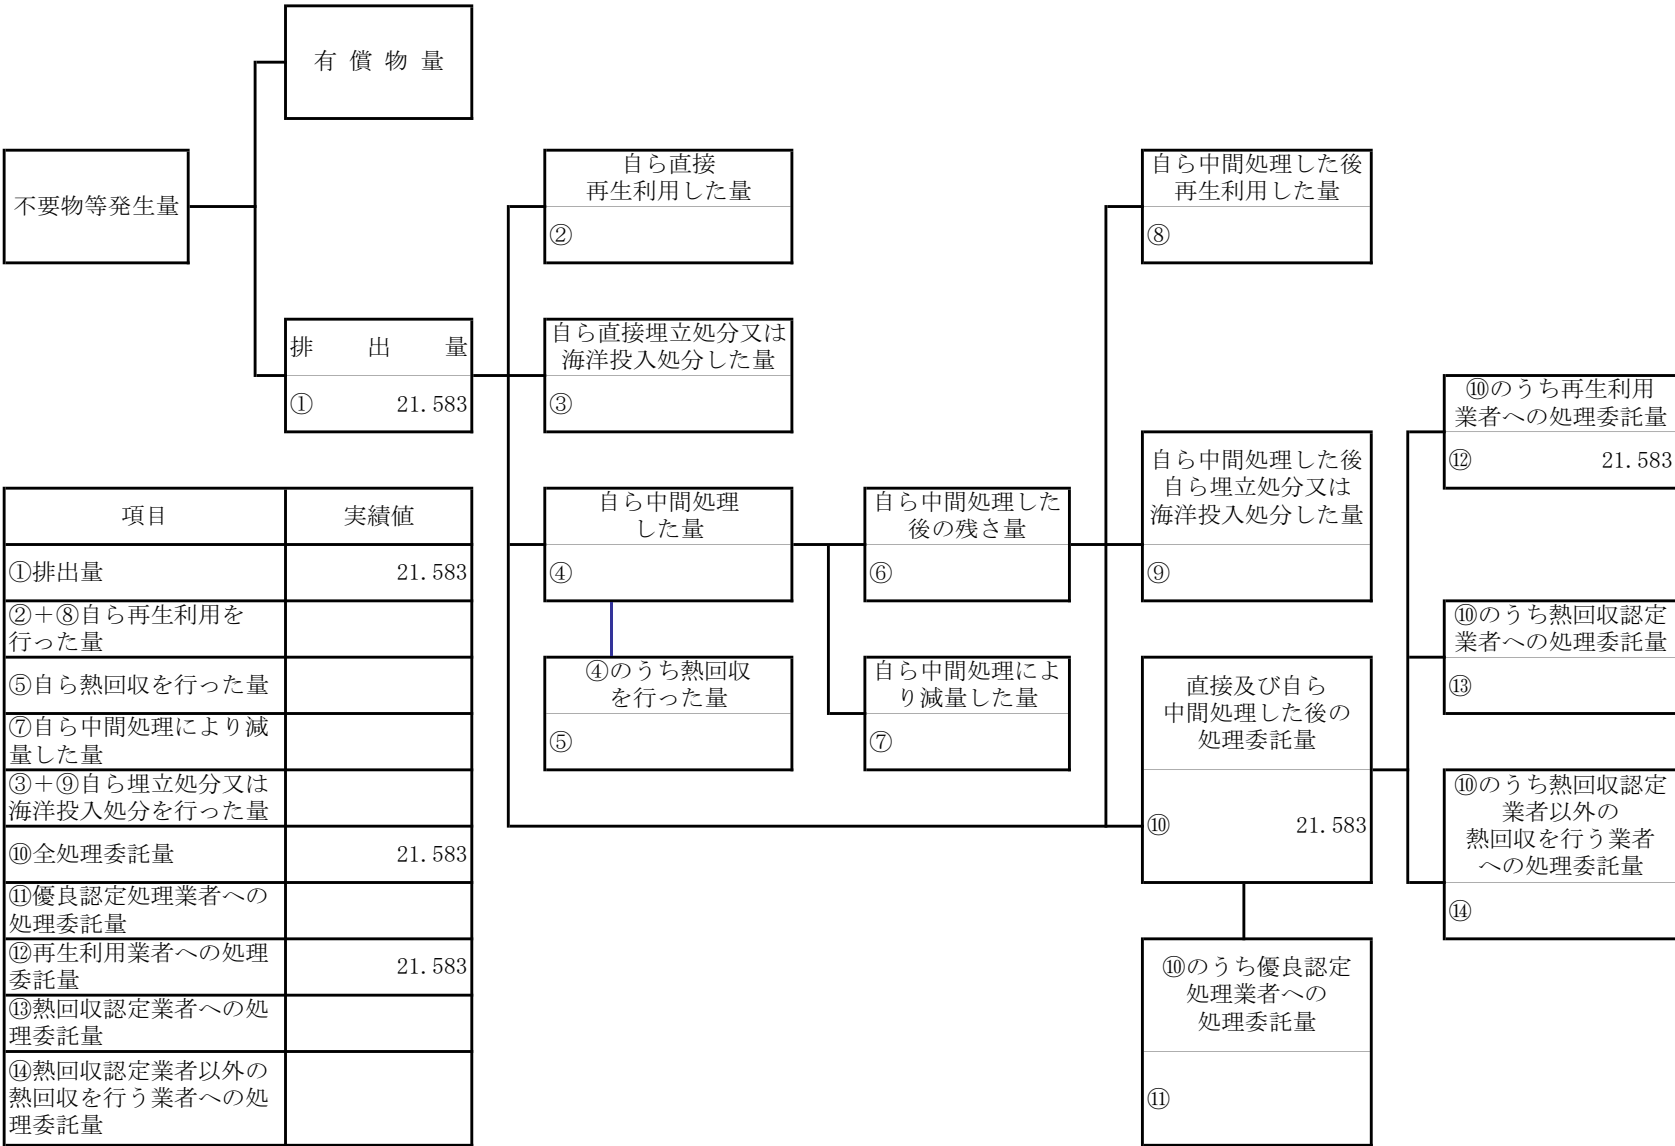 有 償 物 量
不要物等発生量
自ら直接
再生利用した量
②
自ら中間処理した後
再生利用した量
⑧
排 出 量
① 21.583
自ら直接埋立処分又は
海洋投入処分した量
③
⑩のうち再生利用
業者への処理委託量
⑫ 21.583
自ら中間処理した後
自ら埋立処分又は
海洋投入処分した量
⑨
自ら中間処理
した量
④
自ら中間処理した
後の残さ量
⑥
⑩のうち熱回収認定
業者への処理委託量
⑬
④のうち熱回収
を行った量
⑤
自ら中間処理によ
り減量した量
⑦
直接及び自ら
中間処理した後の
処理委託量
⑩ 21.583
⑩のうち熱回収認定
業者以外の
熱回収を行う業者
への処理委託量
⑭
⑩のうち優良認定
処理業者への
処理委託量
⑪
項目 実績値
①排出量 21.583
②＋⑧自ら再生利用を
行った量
⑤自ら熱回収を行った量
⑦自ら中間処理により減
量した量
③＋⑨自ら埋立処分又は
海洋投入処分を行った量
⑩全処理委託量 21.583
⑪優良認定処理業者への
処理委託量
⑫再生利用業者への処理
委託量 21.583
⑬熱回収認定業者への処
理委託量
⑭熱回収認定業者以外の
熱回収を行う業者への処
理委託量